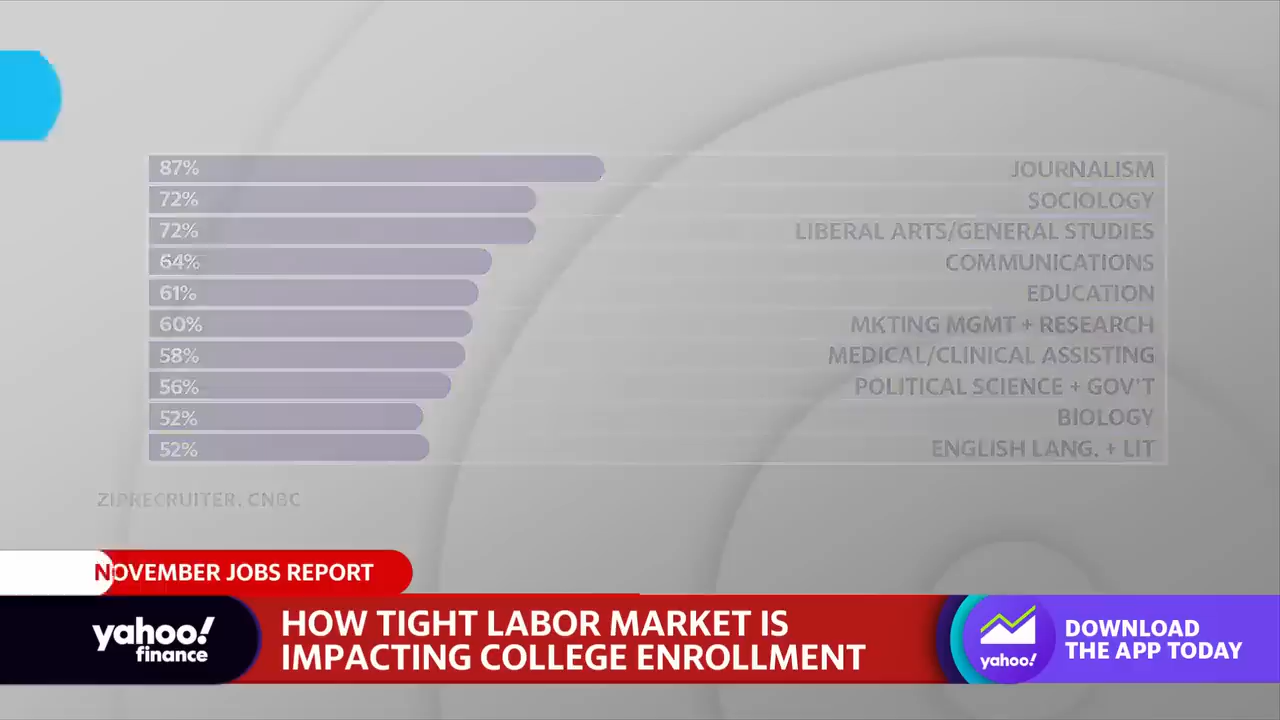 87% JOURNALISM
72% SOCIOLOGY
72% LIBERAL ARTS/GENERAL STUDIES
64% COMMUNICATIONS
61% EDUCATION
60% MKTING MGMT + RESEARCH
58% MEDICAL/CLINICAL ASSISTING
56% POLITICAL SCIENCE + GOV'T
52% BIOLOGY
52% ENGLISH LANG. + LIT
ZIPRECRUITER, CNBC
NOVEMBER JOBS REPORT
yahoo!
finance
HOW TIGHT LABOR MARKET IS
IMPACTING COLLEGE ENROLLMENT
yahoo!
DOWNLOAD
THE APP TODAY